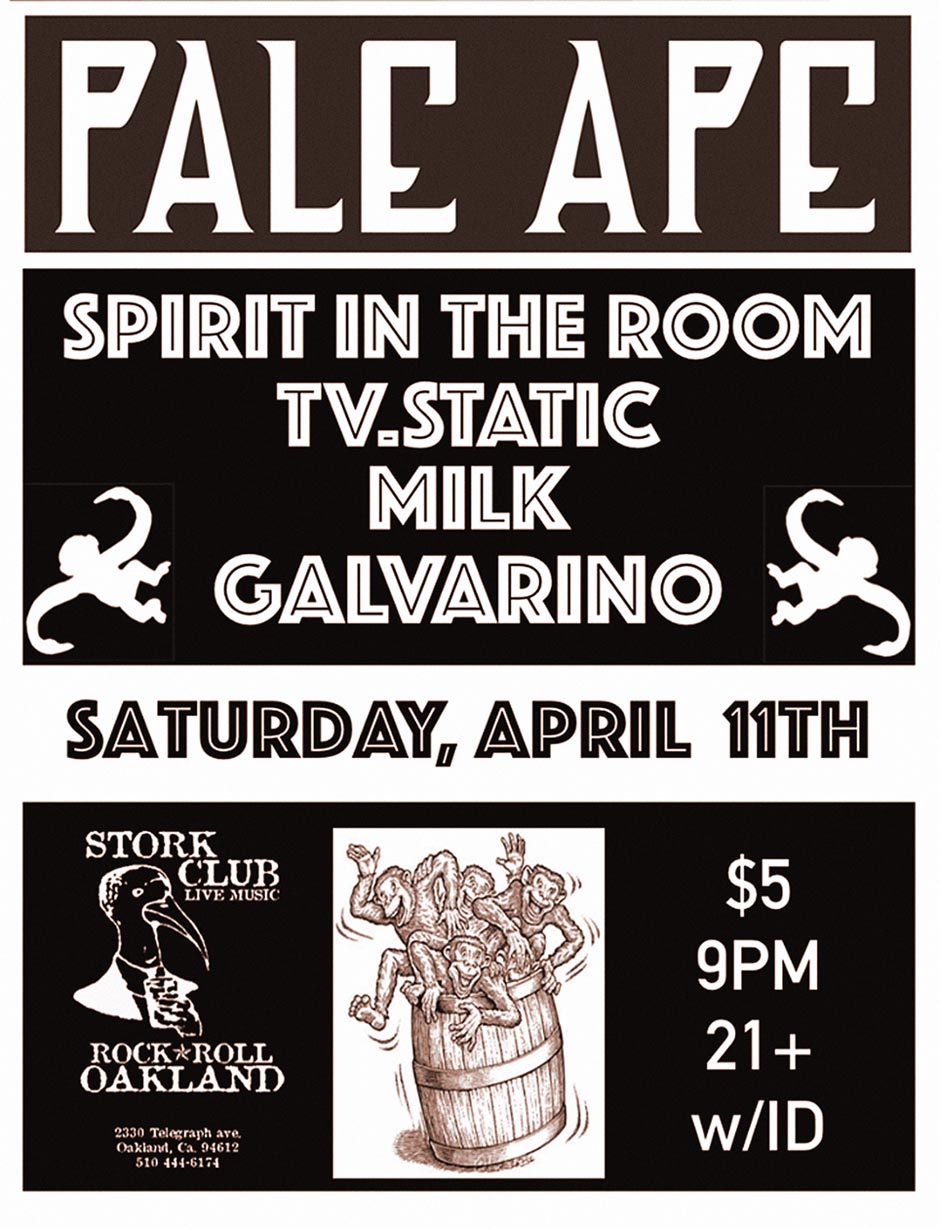 PALE APE
SPIRIT IN THE ROOM
TV.STATIC
MILK
GALVARINO
SATURDAY, APRIL 11TH
STORK
CLUB
LIVE MUSIC
ROCK★ROLL
OAKLAND
2330 Telegraph ave.
Oakland, Ca. 94612
510 444-6174
$5
9PM
21+
w/ID